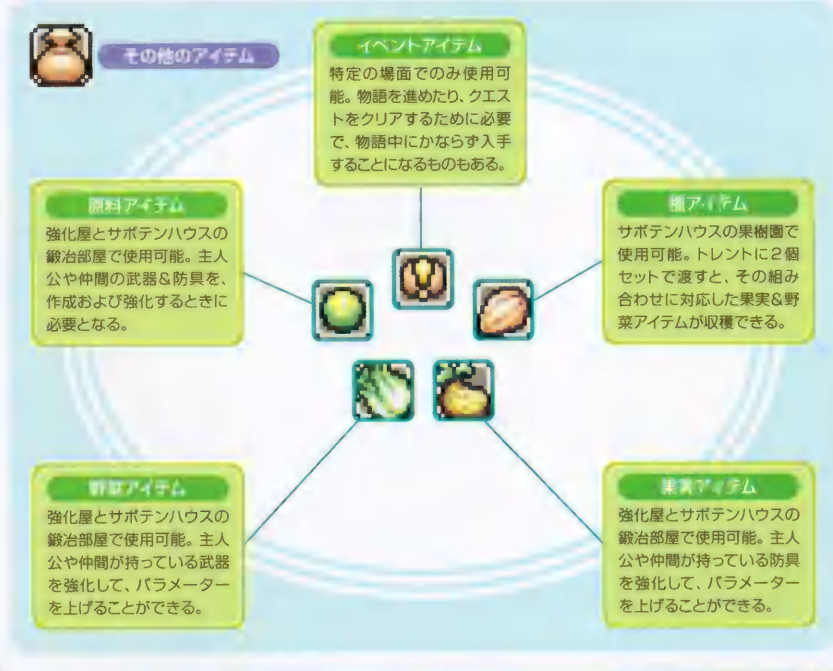 その他のアイテム
イベントアイテム
特定の場面でのみ使用可
能。物語を進めたり、クエス
トをクリアするために必要
で、物語中にかならず入手
することになるものもある。
原料アイテム
強化屋とサボテンハウスの
鍛冶部屋で使用可能。主人
公や仲間の武器&防具を、
作成および強化するときに
必要となる。
種アイテム
サボテンハウスの果樹園で
使用可能。トレントに2個
セットで渡すと、その組み
合わせに対応した果実&野
菜アイテムが収穫できる。
野菜アイテム
強化屋とサボテンハウスの
鍛冶部屋で使用可能。主人
公や仲間が持っている武器
を強化して、パラメーター
を上げることができる。
果実アイテム
強化屋とサボテンハウスの
鍛冶部屋で使用可能。主人
公や仲間が持っている防具
を強化して、パラメーター
を上げることができる。